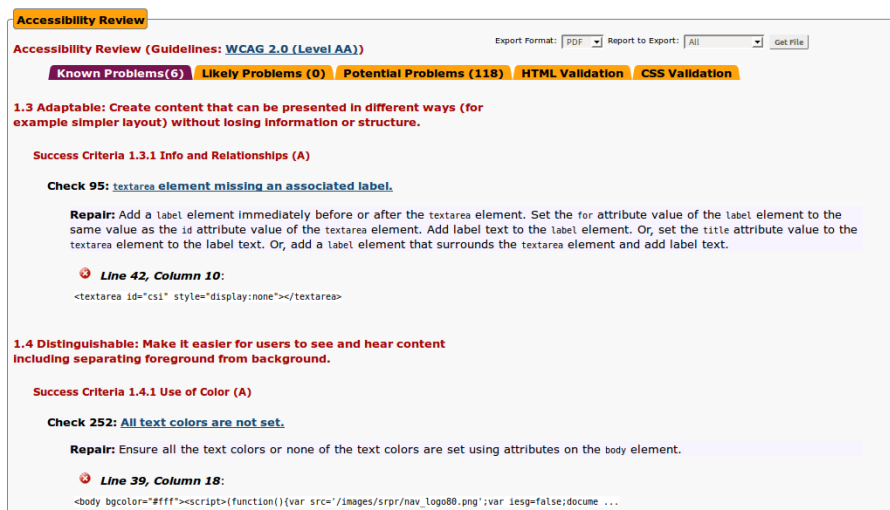 Accessibility Review
Accessibility Review (Guidelines: WCAG 2.0 (Level AA))
Export Format: PDF Report to Export: All Get File
Known Problems(6) Likely Problems (0) Potential Problems (118) HTML Validation CSS Validation
1.3 Adaptable: Create content that can be presented in different ways (for
example simpler layout) without losing information or structure.
Success Criteria 1.3.1 Info and Relationships (A)
Check 95: textarea element missing an associated label.
Repair: Add a label element immediately before or after the textarea element. Set the for attribute value of the label element to the
same value as the id attribute value of the textarea element. Add label text to the label element. Or, set the title attribute value to the
textarea element to the label text. Or, add a label element that surrounds the textarea element and add label text.
Line 42, Column 10:
<textarea id="csi" style="display:none"></textarea>
1.4 Distinguishable: Make it easier for users to see and hear content
including separating foreground from background.
Success Criteria 1.4.1 Use of Color (A)
Check 252: All text colors are not set.
Repair: Ensure all the text colors or none of the text colors are set using attributes on the body element.
Line 39, Column 18:
<body bgcolor="#fff"><script>(function(){var src='/images/srpr/nav_logo80.png';var iesg=false;docume ...